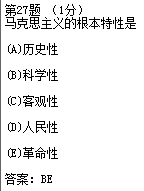 第27题 (1分)
马克思主义的根本特性是
(A)历史性
(B)科学性
(C)客观性
(D)人民性
(E)革命性
答案: BE